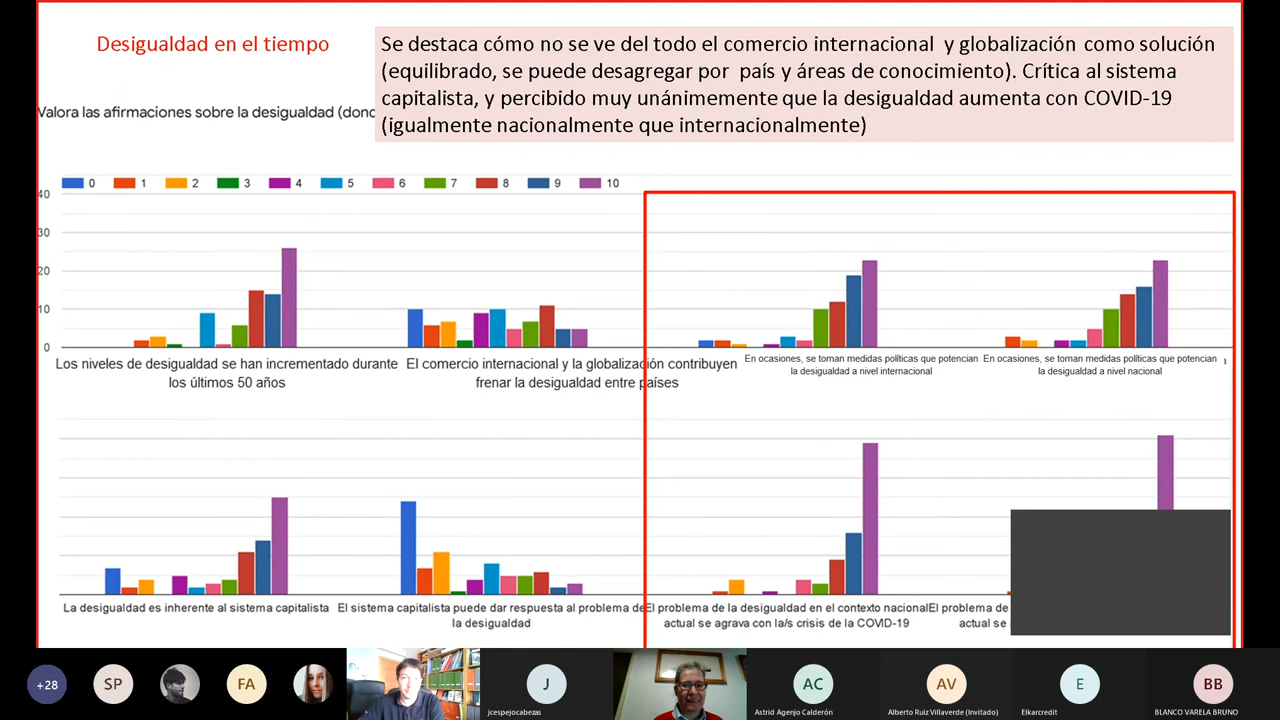 Desigualdad en el tiempo
Se destaca cómo no se ve del todo el comercio internacional y globalización como solución
(equilibrado, se puede desagregar por país y áreas de conocimiento). Crítica al sistema
capitalista, y percibido muy unánimemente que la desigualdad aumenta con COVID-19
(igualmente nacionalmente que internacionalmente)
Valora las afirmaciones sobre la desigualdad (donc
0 1 2 3 4 5 6 7 8 9 10
40
30
20
10
0
Los niveles de desigualdad se han incrementado durante
los últimos 50 años
El comercio internacional y la globalización contribuyen
frenar la desigualdad entre países
En ocasiones, se toman medidas políticas que potencian
la desigualdad a nivel internacional
En ocasiones, se toman medidas políticas que potencian
la desigualdad a nivel nacional
La desigualdad es inherente al sistema capitalista
El sistema capitalista puede dar respuesta al problema de
la desigualdad
El problema de la desigualdad en el contexto nacional
actual se agrava con la/s crisis de la COVID-19
El problema de
actual se
+28
SP
FA
J
jcespejocabezas
AC
Astrid Agenjo Calderón
AV
Alberto Ruiz Villaverde (Invitado)
E
Elkarcredit
BB
BLANCO VARELA BRUNO